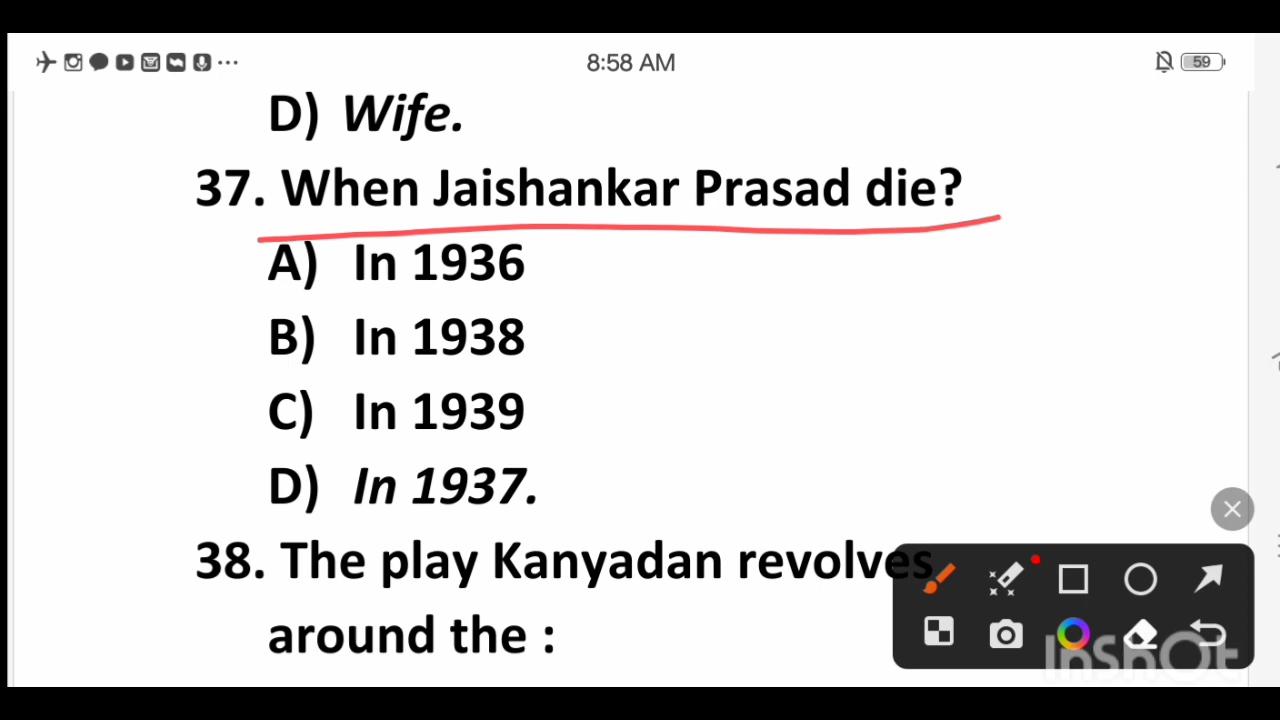 8:58 AM
59
D) Wife.
37. When Jaishankar Prasad die?
A) In 1936
B) In 1938
C) In 1939
D) In 1937.
38. The play Kanyadan revolves
around the :
InShOt